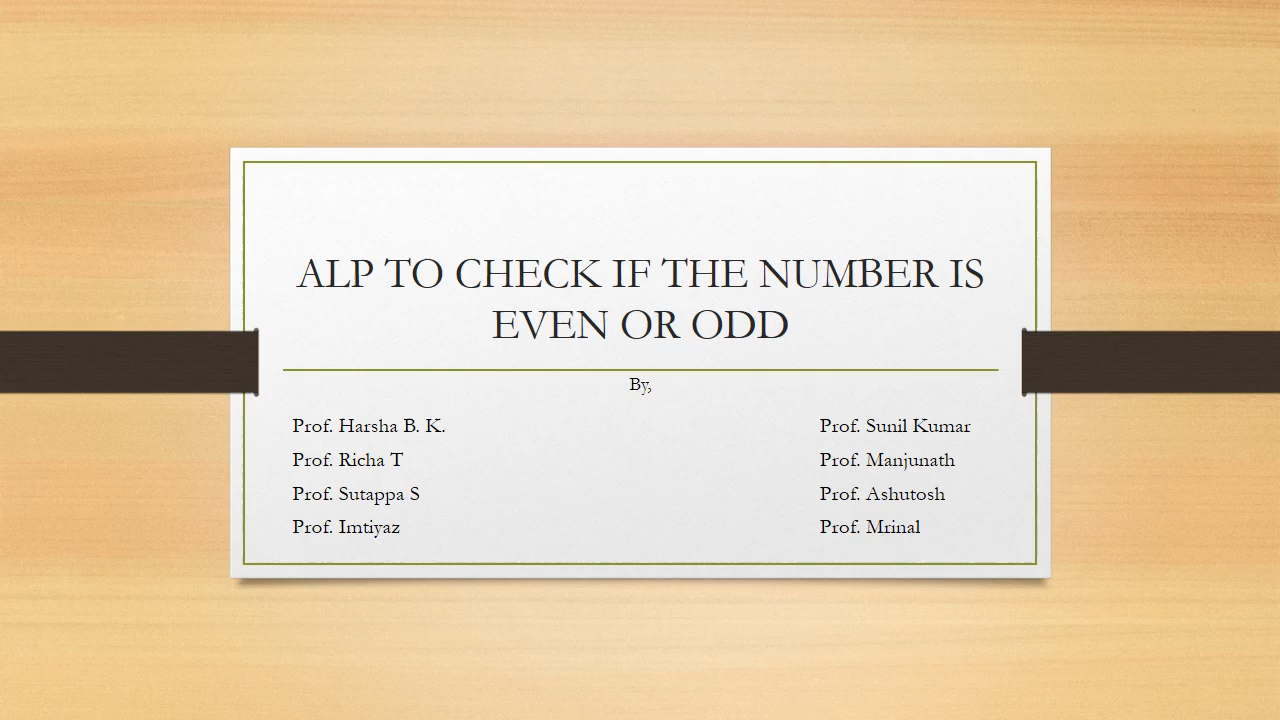 ALP TO CHECK IF THE NUMBER IS
EVEN OR ODD
By,
Prof. Harsha B. K.
Prof. Sunil Kumar
Prof. Richa T
Prof. Manjunath
Prof. Sutappa S
Prof. Ashutosh
Prof. Imtiyaz
Prof. Mrinal